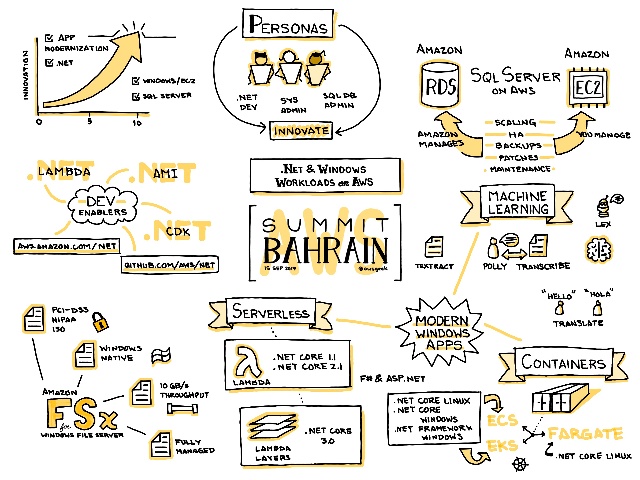 INNOVATION
APP
MODERNIZATION
.NET
WINDOWS/EC2
SQL SERVER
0
5
10
PERSONAS
.NET
DEV
SYS
ADMIN
SQL DB
ADMIN
INNOVATE
AMAZON
RDS
SQL SERVER
ON AWS
AMAZON
EC2
AMAZON
MANAGES
SCALING
HA
BACKUPS
PATCHES
MAINTENANCE
YOU MANAGE
.NET
LAMBDA
.NET
AMI
DEV
ENABLERS
.NET
CDK
AWS.AMAZON.COM/NET
GITHUB.COM/AWS/NET
.NET & WINDOWS
WORKLOADS ON AWS
AWS
SUMMIT
BAHRAIN
15 SEP 2019
MACHINE
LEARNING
LEX
TEXTRACT
POLLY
TRANSCRIBE
"HELLO"
"HOLA"
TRANSLATE
PCI-DSS
HIPAA
ISO
WINDOWS
NATIVE
10 GB/S
THROUGHPUT
AMAZON
FSx
for
WINDOWS FILE SERVER
FULLY
MANAGED
SERVERLESS
LAMBDA
.NET CORE 1.1
.NET CORE 2.1
LAMBDA
LAYERS
.NET CORE
3.0
F# & ASP.NET
MODERN
WINDOWS
APPS
CONTAINERS
.NET CORE LINUX
.NET CORE
WINDOWS
.NET FRAMEWORK
WINDOWS
ECS
EKS
FARGATE
.NET CORE LINUX